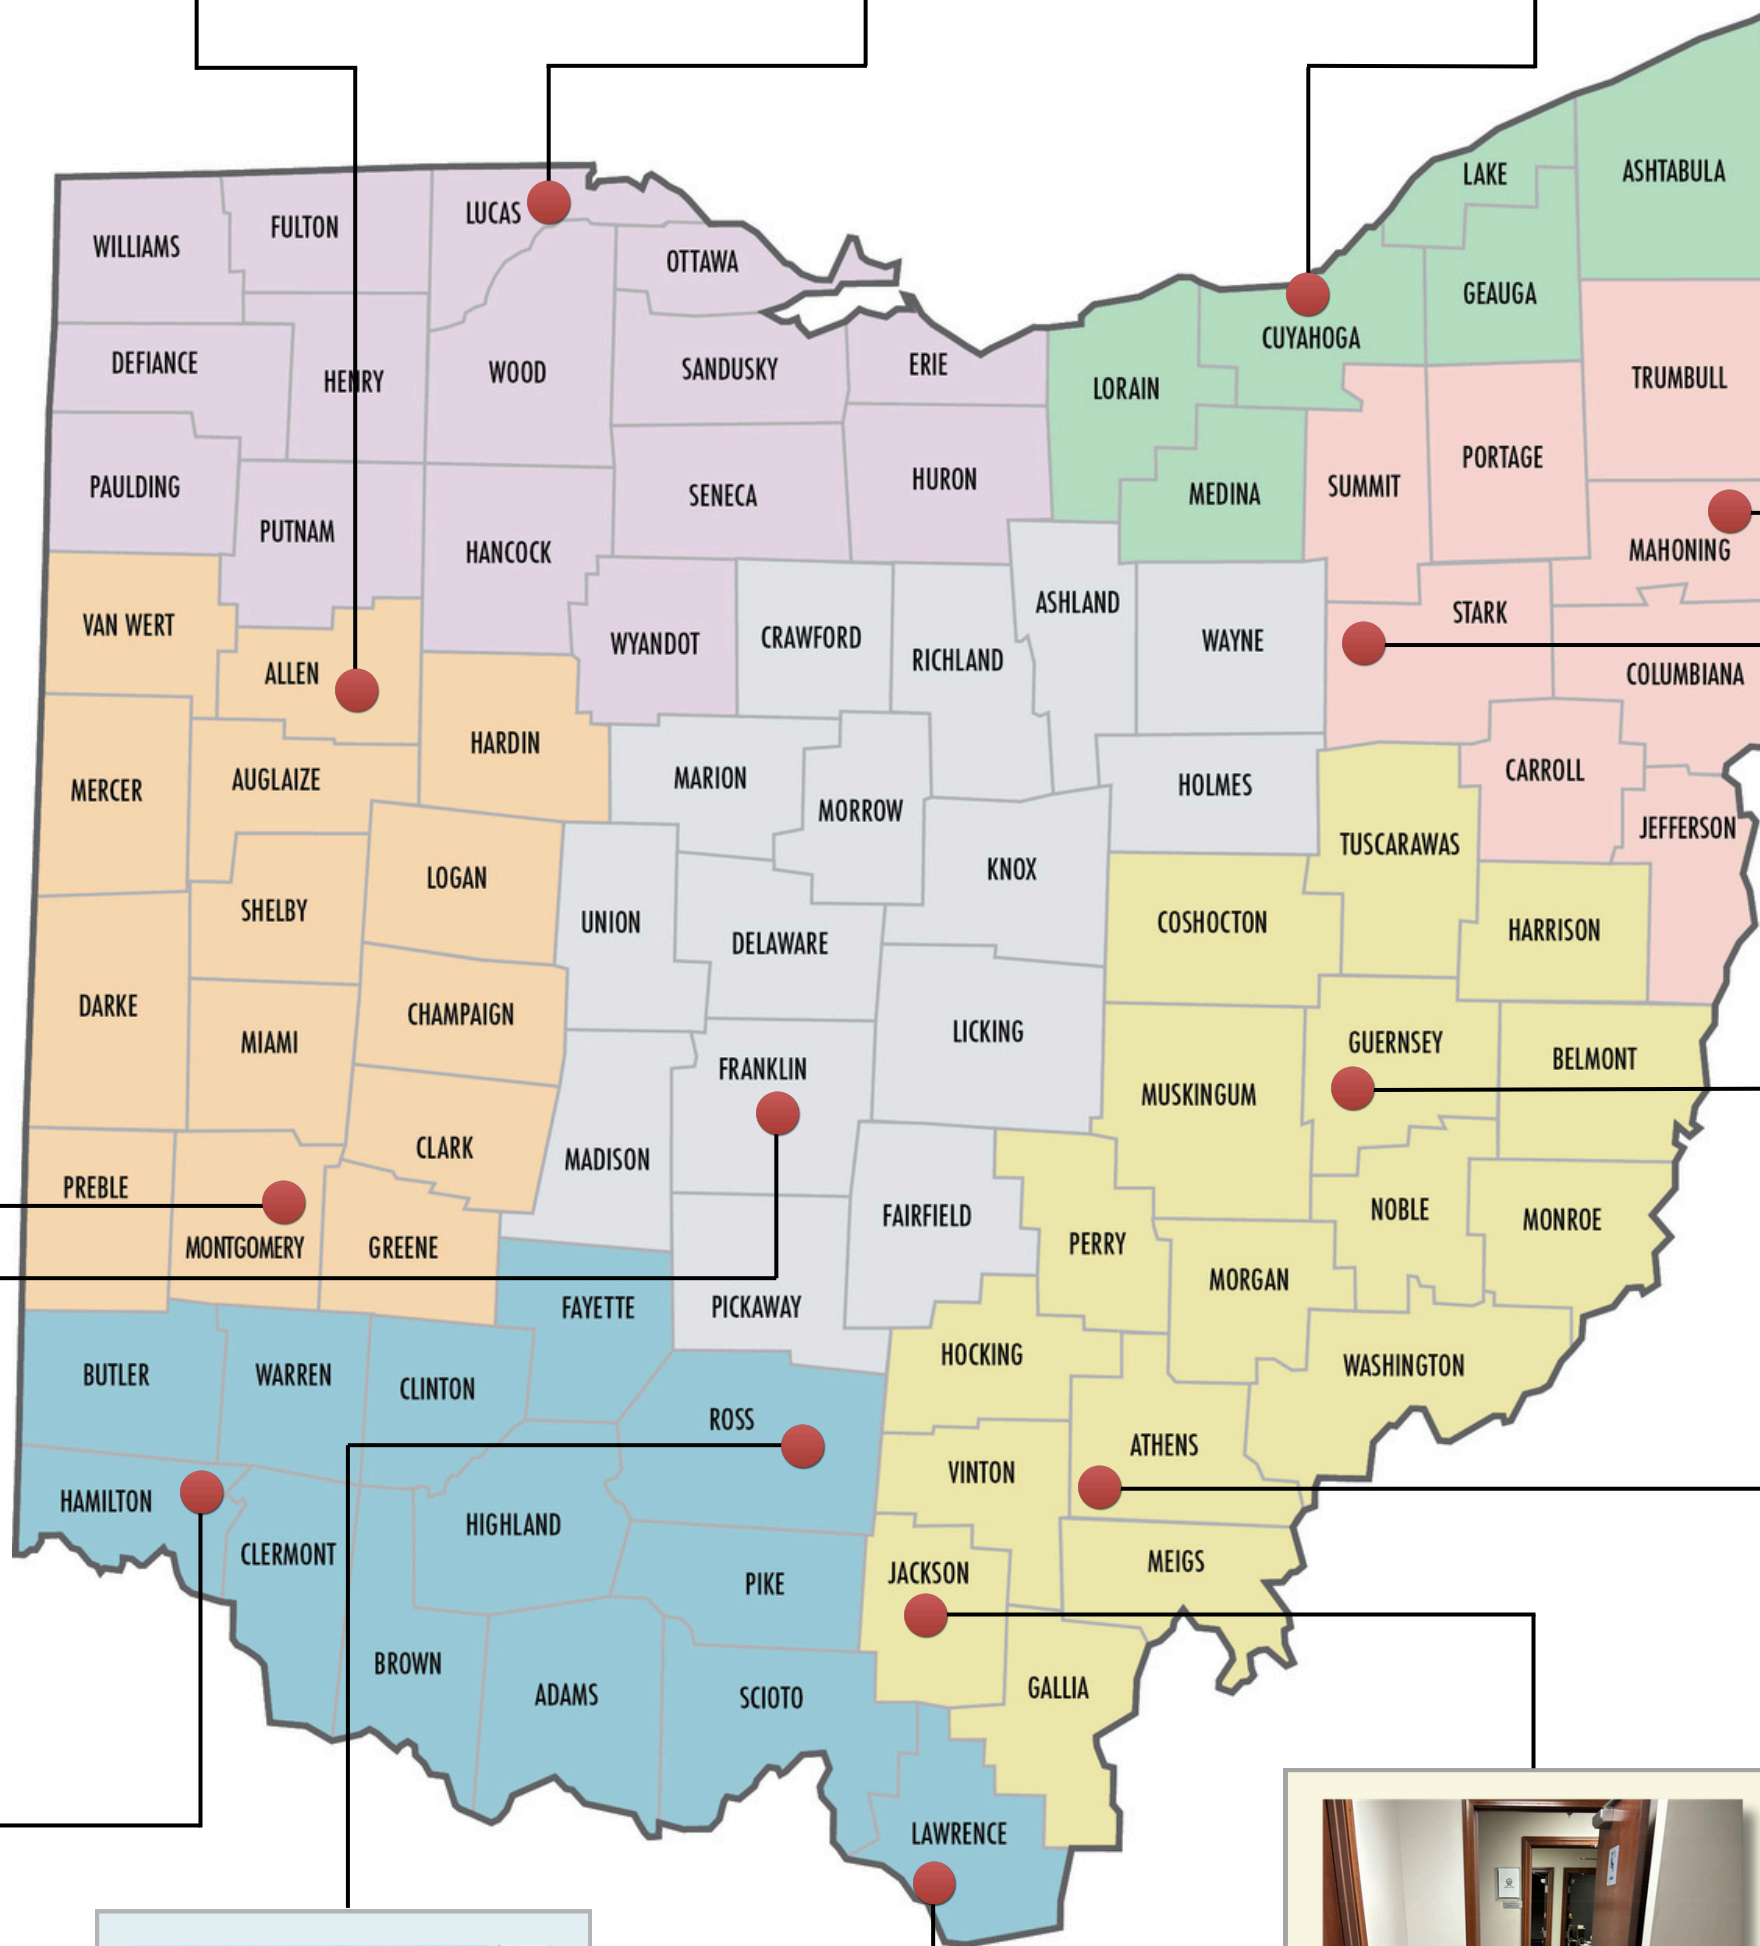 LAKE
ASHTABULA
LUCAS
FULTON
WILLIAMS
OTTAWA
GEAUGA
CUYAHOGA
DEFIANCE
HENRY
WOOD
SANDUSKY
ERIE
LORAIN
TRUMBULL
PAULDING
PUTNAM
HANCOCK
SENECA
HURON
MEDINA
SUMMIT
PORTAGE
MAHONING
VAN WERT
ALLEN
WYANDOT
CRAWFORD
RICHLAND
ASHLAND
WAYNE
STARK
COLUMBIANA
MERCER
AUGLAIZE
HARDIN
MARION
MORROW
HOLMES
CARROLL
JEFFERSON
TUSCARAWAS
SHELBY
LOGAN
UNION
DELAWARE
KNOX
COSHOCTON
HARRISON
DARKE
MIAMI
CHAMPAIGN
FRANKLIN
LICKING
MUSKINGUM
GUERNSEY
BELMONT
PREBLE
CLARK
MADISON
MONTGOMERY
GREENE
FAIRFIELD
PERRY
NOBLE
MONROE
MORGAN
FAYETTE
PICKAWAY
HOCKING
WASHINGTON
BUTLER
WARREN
CLINTON
ROSS
ATHENS
VINTON
HAMILTON
CLERMONT
HIGHLAND
PIKE
JACKSON
MEIGS
BROWN
ADAMS
SCIOTO
GALLIA
LAWRENCE